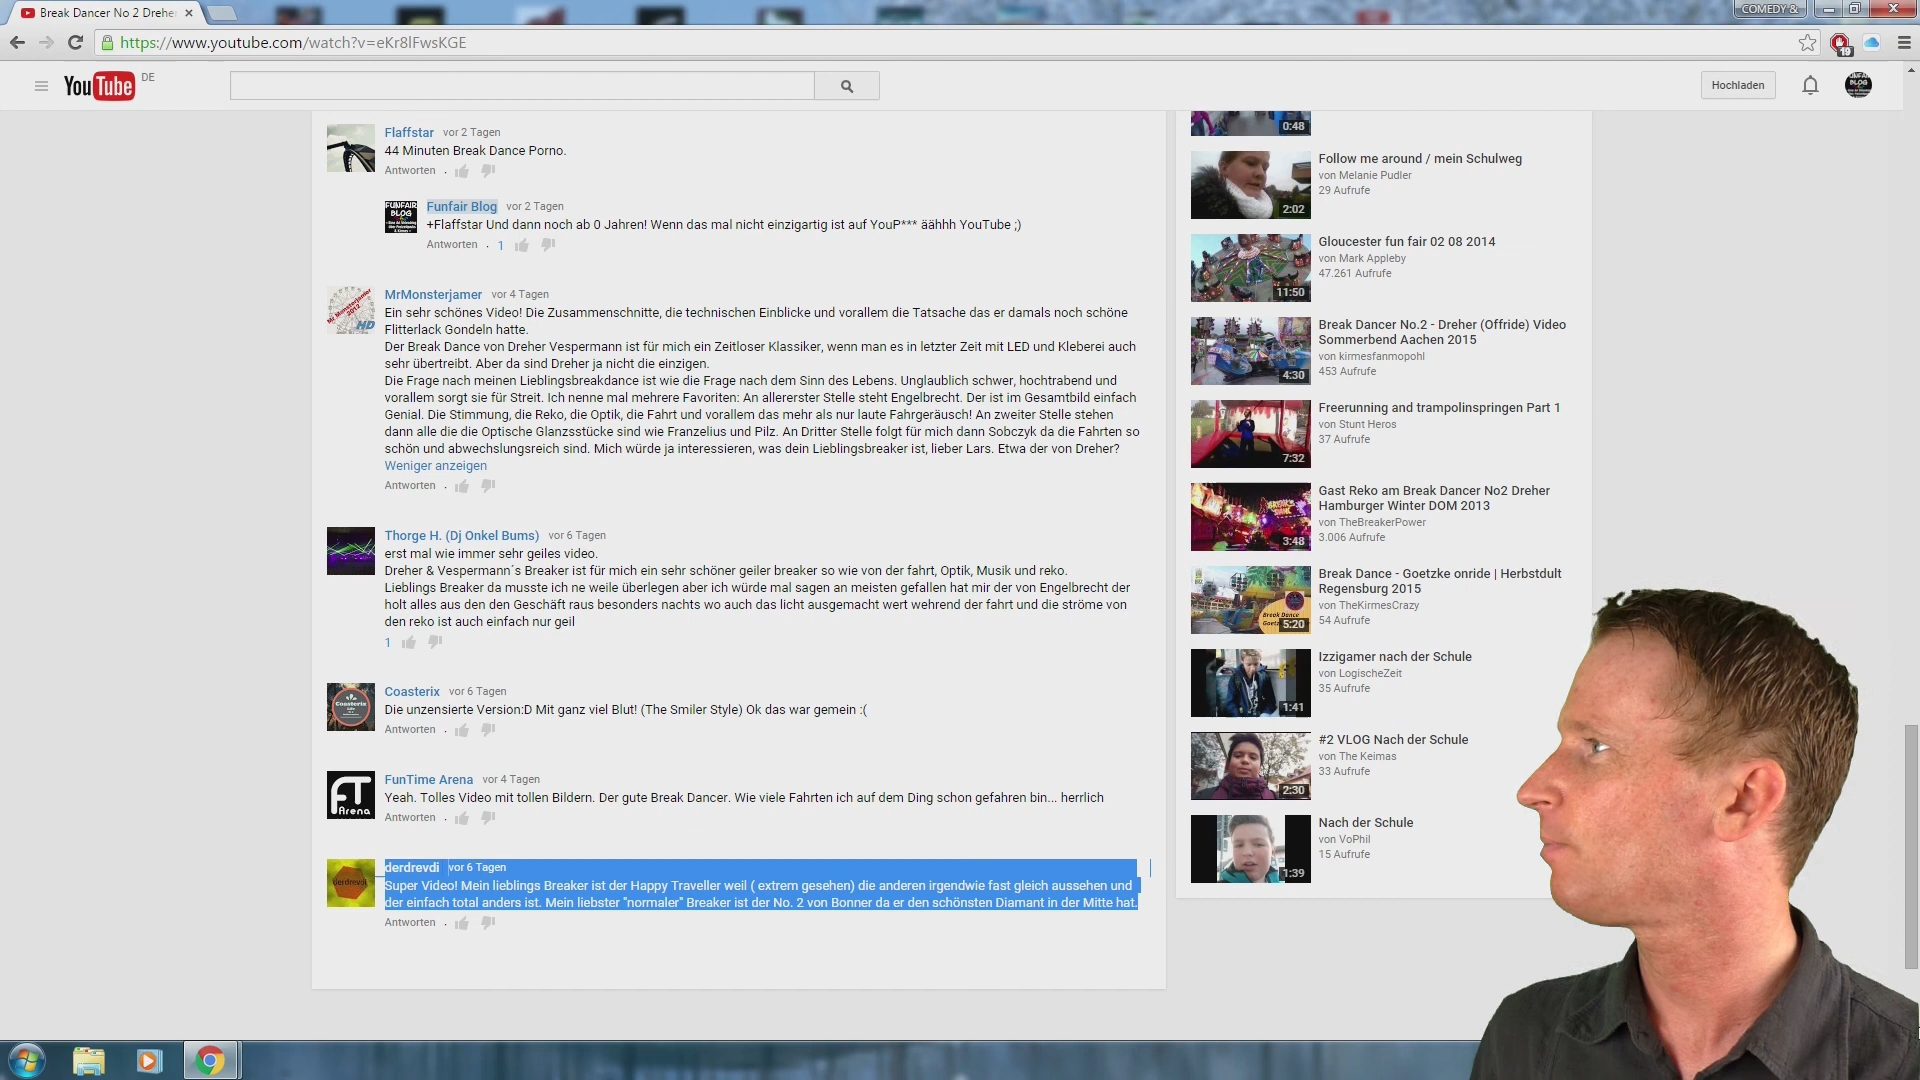 Break Dancer No 2 Dreher
COMEDY &
https://www.youtube.com/watch?v=eKr8lFwsKGE
19
YouTube DE
Hochladen
FUNFAIR BLOG
Flaffstar vor 2 Tagen
44 Minuten Break Dance Porno.
Antworten
FUNFAIR
BLOG
Funfair Blog vor 2 Tagen
+Flaffstar Und dann noch ab 0 Jahren! Wenn das mal nicht einzigartig ist auf YouP*** äähhh YouTube ;)
Antworten · 1
Mr Monsterjamer
2012
HD
MrMonsterjamer vor 4 Tagen
Ein sehr schönes Video! Die Zusammenschnitte, die technischen Einblicke und vorallem die Tatsache das er damals noch schöne
Flitterlack Gondeln hatte.
Der Break Dance von Dreher Vespermann ist für mich ein Zeitloser Klassiker, wenn man es in letzter Zeit mit LED und Kleberei auch
sehr übertreibt. Aber da sind Dreher ja nicht die einzigen.
Die Frage nach meinen Lieblingsbreakdance ist wie die Frage nach dem Sinn des Lebens. Unglaublich schwer, hochtrabend und
vorallem sorgt sie für Streit. Ich nenne mal mehrere Favoriten: An allererster Stelle steht Engelbrecht. Der ist im Gesamtbild einfach
Genial. Die Stimmung, die Reko, die Optik, die Fahrt und vorallem das mehr als nur laute Fahrgeräusch! An zweiter Stelle stehen
dann alle die die Optische Glanzsstücke sind wie Franzelius und Pilz. An Dritter Stelle folgt für mich dann Sobczyk da die Fahrten so
schön und abwechslungsreich sind. Mich würde ja interessieren, was dein Lieblingsbreaker ist, lieber Lars. Etwa der von Dreher?
Weniger anzeigen
Antworten
Thorge H. (Dj Onkel Bums) vor 6 Tagen
erst mal wie immer sehr geiles video.
Dreher & Vespermann´s Breaker ist für mich ein sehr schöner geiler breaker so wie von der fahrt, Optik, Musik und reko.
Lieblings Breaker da musste ich ne weile überlegen aber ich würde mal sagen an meisten gefallen hat mir der von Engelbrecht der
holt alles aus den den Geschäft raus besonders nachts wo auch das licht ausgemacht wert wehrend der fahrt und die ströme von
den reko ist auch einfach nur geil
1
Coasterix
Coasterix vor 6 Tagen
Die unzensierte Version:D Mit ganz viel Blut! (The Smiler Style) Ok das war gemein :(
Antworten
FT
Arena
FunTime Arena vor 4 Tagen
Yeah. Tolles Video mit tollen Bildern. Der gute Break Dancer. Wie viele Fahrten ich auf dem Ding schon gefahren bin... herrlich
Antworten
derdrevdi
derdrevdi vor 6 Tagen
Super Video! Mein lieblings Breaker ist der Happy Traveller weil ( extrem gesehen) die anderen irgendwie fast gleich aussehen und
der einfach total anders ist. Mein liebster "normaler" Breaker ist der No. 2 von Bonner da er den schönsten Diamant in der Mitte hat.
Antworten
0:48
Follow me around / mein Schulweg
von Melanie Pudler
29 Aufrufe
2:02
Gloucester fun fair 02 08 2014
von Mark Appleby
47.261 Aufrufe
11:50
Break Dancer No.2 - Dreher (Offride) Video
Sommerbend Aachen 2015
von kirmesfanmopohl
453 Aufrufe
4:30
Freerunning and trampolinspringen Part 1
von Stunt Heros
37 Aufrufe
7:32
Gast Reko am Break Dancer No2 Dreher
Hamburger Winter DOM 2013
von TheBreakerPower
3.006 Aufrufe
3:48
Break Dance - Goetzke onride | Herbstdult
Regensburg 2015
von TheKirmesCrazy
54 Aufrufe
Break Dance
5:20
Izzigamer nach der Schule
von LogischeZeit
35 Aufrufe
1:41
#2 VLOG Nach der Schule
von The Keimas
33 Aufrufe
2:30
Nach der Schule
von VoPhil
15 Aufrufe
1:39